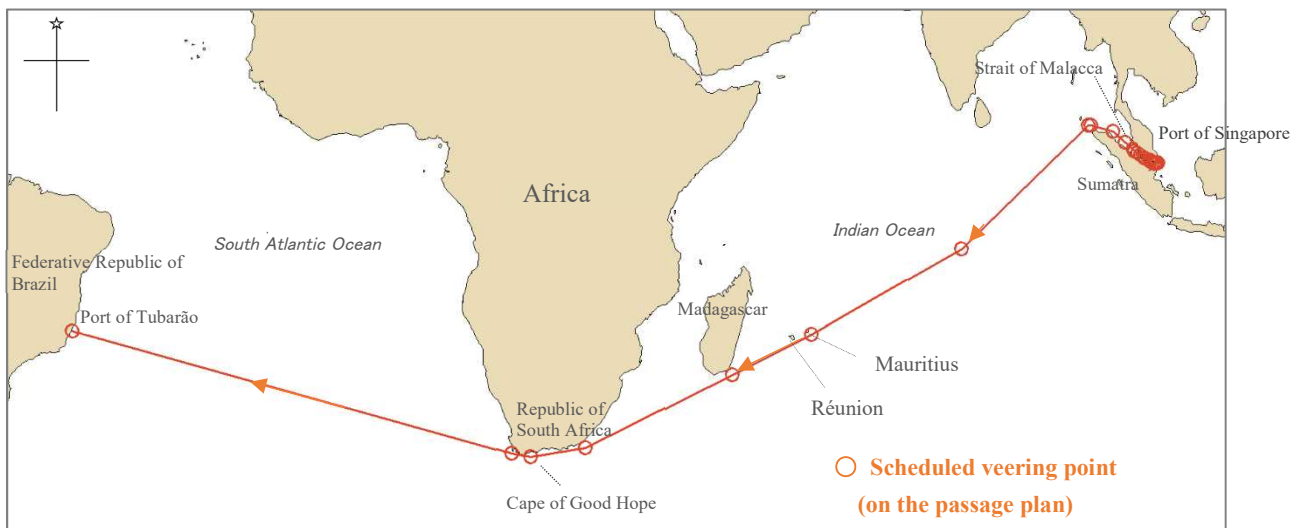 Strait of Malacca
Port of Singapore
Sumatra
Africa
Indian Ocean
South Atlantic Ocean
Federative Republic of
Brazil
Madagascar
Port of Tubarão
Mauritius
Réunion
Republic of
South Africa
Cape of Good Hope
Scheduled veering point
(on the passage plan)